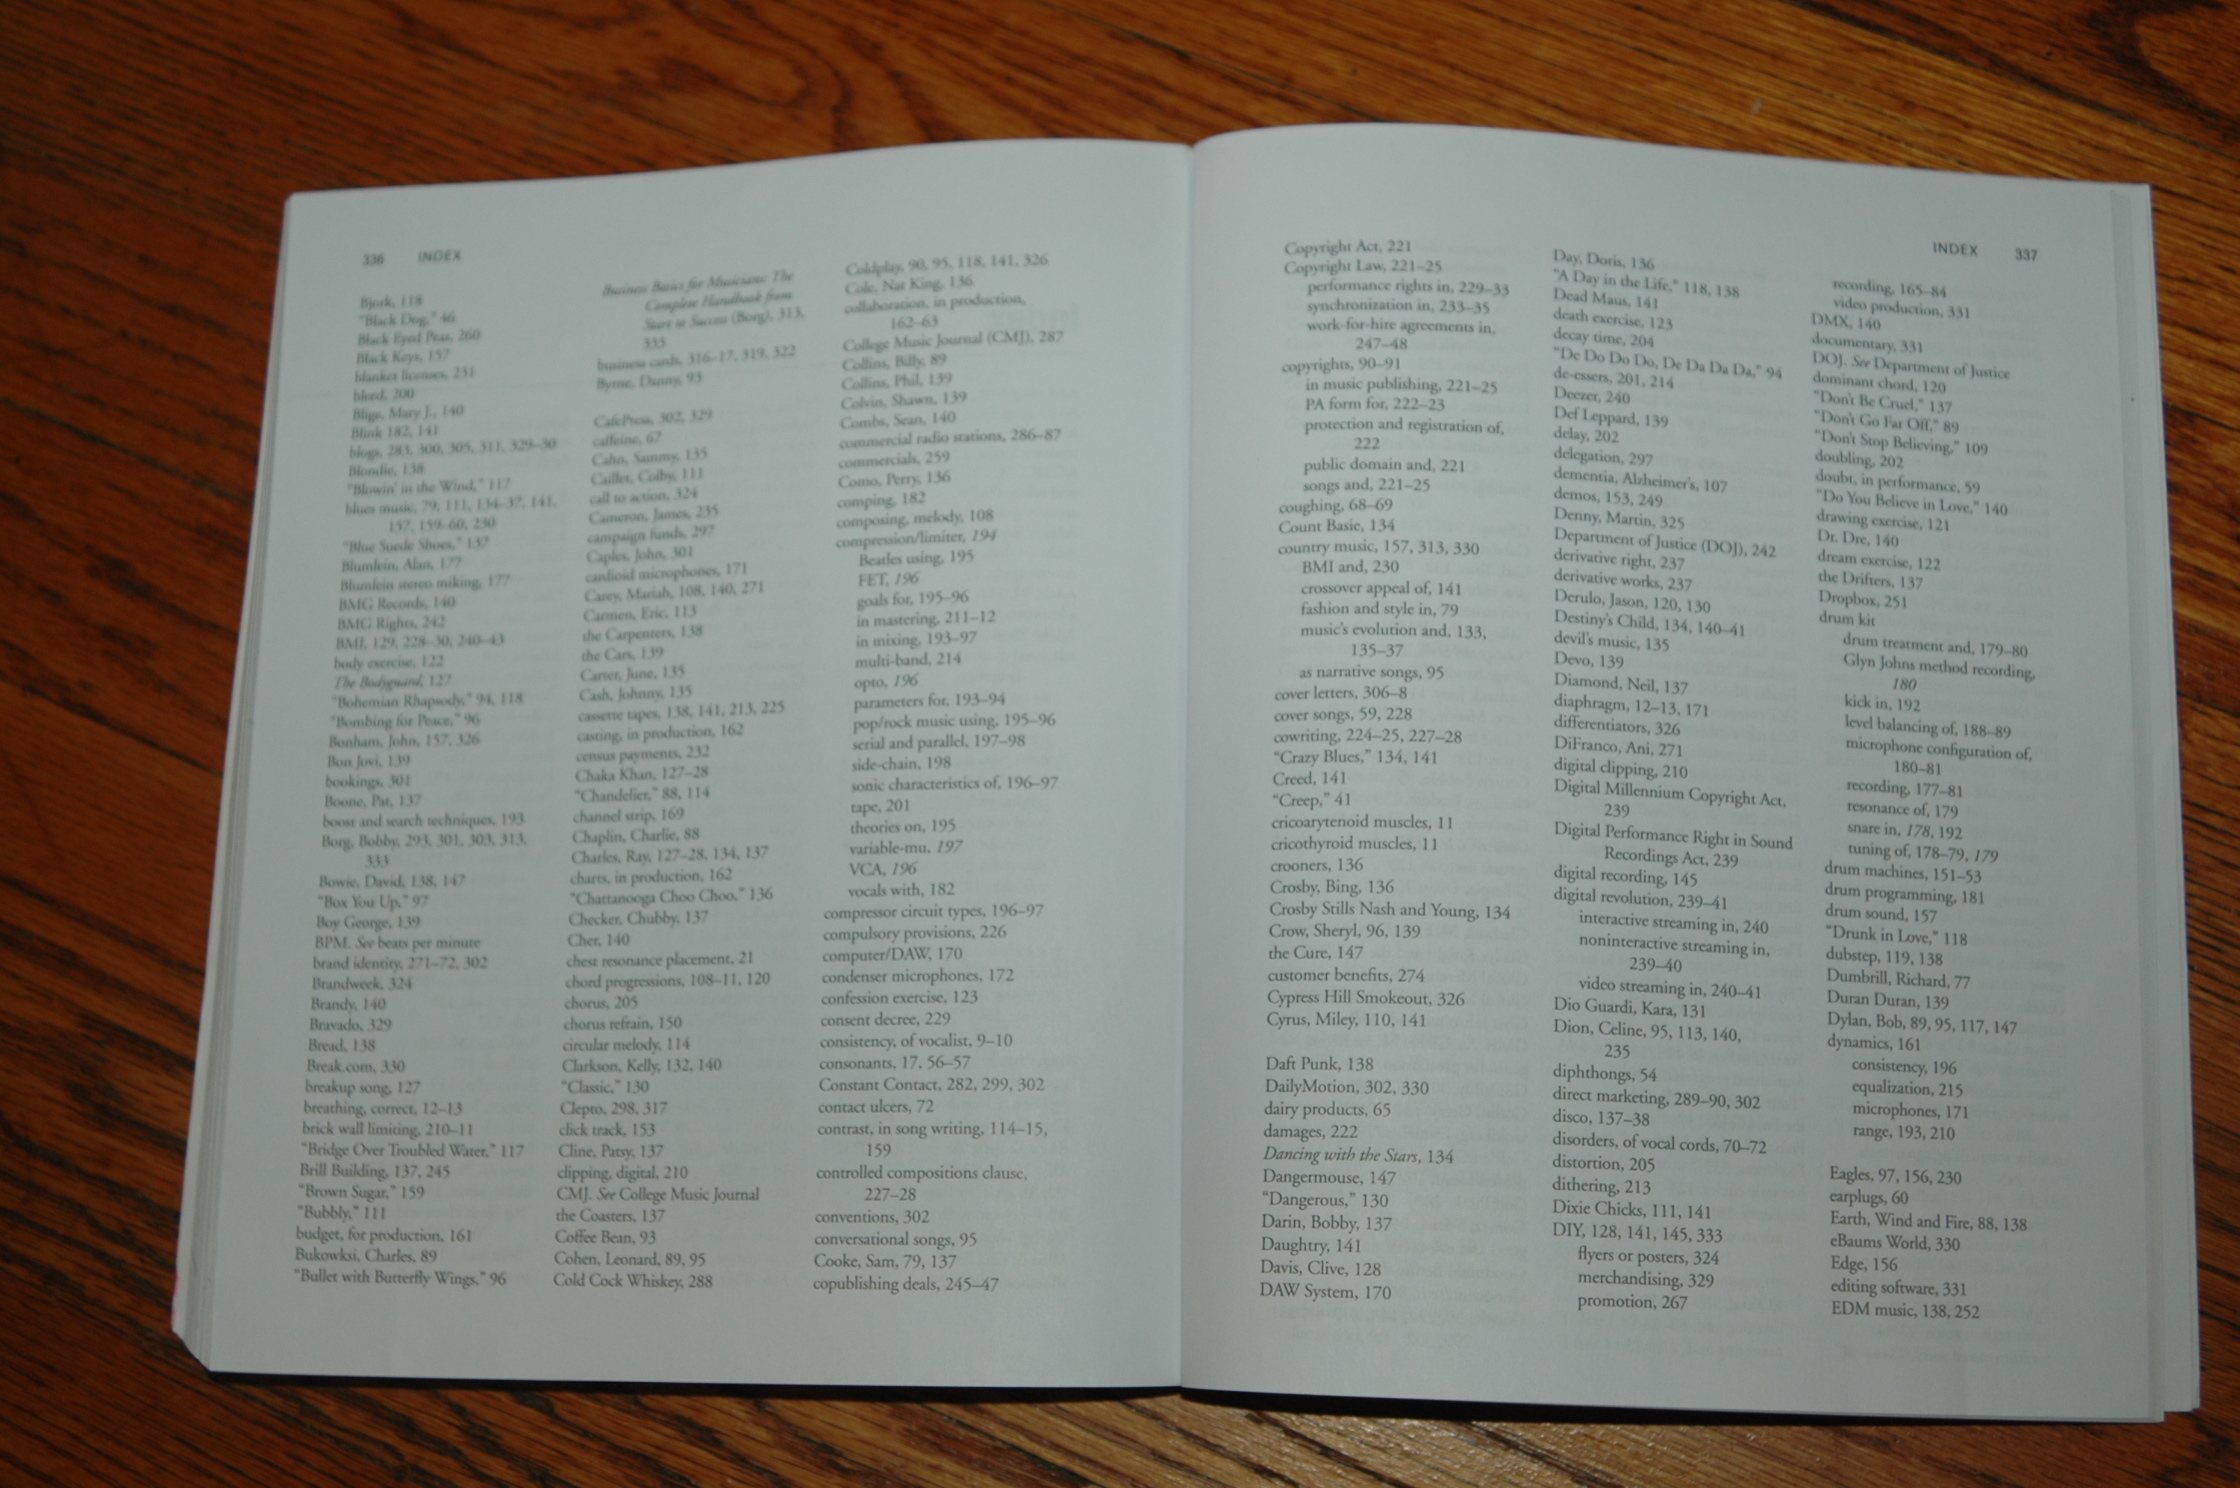 336 INDEX
Bjork, 118
"Black Dog," 46
Black Eyed Peas, 260
Black Keys, 157
blanket licenses, 231
bleed, 200
Blige, Mary J., 140
Blink 182, 141
blogs, 283, 300, 305, 311, 329–30
Blondie, 138
"Blowin' in the Wind," 117
blues music, 79, 111, 134–37, 141,
157, 159–60, 230
"Blue Suede Shoes," 137
Blumlein, Alan, 177
Blumlein stereo miking, 177
BMG Records, 140
BMG Rights, 242
BMI, 129, 228–30, 240–43
body exercise, 122
The Bodyguard, 127
"Bohemian Rhapsody," 94, 118
"Bombing for Peace," 96
Bonham, John, 157, 326
Bon Jovi, 139
bookings, 301
Boone, Pat, 137
boost and search techniques, 193
Borg, Bobby, 293, 301, 303, 313,
333
Bowie, David, 138, 147
"Box You Up," 97
Boy George, 139
BPM. See beats per minute
brand identity, 271–72, 302
Brandweek, 324
Brandy, 140
Bravado, 329
Bread, 138
Break.com, 330
breakup song, 127
breathing, correct, 12–13
brick wall limiting, 210–11
"Bridge Over Troubled Water," 117
Brill Building, 137, 245
"Brown Sugar," 159
"Bubbly," 111
budget, for production, 161
Bukowksi, Charles, 89
"Bullet with Butterfly Wings," 96
Business Basics for Musicians: The
Complete Handbook from
Start to Success (Borg), 313,
333
business cards, 316–17, 319, 322
Byrne, Danny, 93
CafePress, 302, 329
caffeine, 67
Cahn, Sammy, 135
Caillet, Colby, 111
call to action, 324
Cameron, James, 235
campaign funds, 297
Caples, John, 301
cardioid microphones, 171
Carey, Mariah, 108, 140, 271
Carmen, Eric, 113
the Carpenters, 138
the Cars, 139
Carter, June, 135
Cash, Johnny, 135
cassette tapes, 138, 141, 213, 225
casting, in production, 162
census payments, 232
Chaka Khan, 127–28
"Chandelier," 88, 114
channel strip, 169
Chaplin, Charlie, 88
Charles, Ray, 127–28, 134, 137
charts, in production, 162
"Chattanooga Choo Choo," 136
Checker, Chubby, 137
Cher, 140
chest resonance placement, 21
chord progressions, 108–11, 120
chorus, 205
chorus refrain, 150
circular melody, 114
Clarkson, Kelly, 132, 140
"Classic," 130
Clepto, 298, 317
click track, 153
Cline, Patsy, 137
clipping, digital, 210
CMJ. See College Music Journal
the Coasters, 137
Coffee Bean, 93
Cohen, Leonard, 89, 95
Cold Cock Whiskey, 288
Coldplay, 90, 95, 118, 141, 326
Cole, Nat King, 136
collaboration, in production,
162–63
College Music Journal (CMJ), 287
Collins, Billy, 89
Collins, Phil, 139
Colvin, Shawn, 139
Combs, Sean, 140
commercial radio stations, 286–87
commercials, 259
Como, Perry, 136
comping, 182
composing, melody, 108
compression/limiter, 194
Beatles using, 195
FET, 196
goals for, 195–96
in mastering, 211–12
in mixing, 193–97
multi-band, 214
opto, 196
parameters for, 193–94
pop/rock music using, 195–96
serial and parallel, 197–98
side-chain, 198
sonic characteristics of, 196–97
tape, 201
theories on, 195
variable-mu, 197
VCA, 196
vocals with, 182
compressor circuit types, 196–97
compulsory provisions, 226
computer/DAW, 170
condenser microphones, 172
confession exercise, 123
consent decree, 229
consistency, of vocalist, 9–10
consonants, 17, 56–57
Constant Contact, 282, 299, 302
contact ulcers, 72
contrast, in song writing, 114–15,
159
controlled compositions clause,
227–28
conventions, 302
conversational songs, 95
Cooke, Sam, 79, 137
copublishing deals, 245–47
INDEX 337
Copyright Act, 221
Copyright Law, 221–25
performance rights in, 229–33
synchronization in, 233–35
work-for-hire agreements in,
247–48
copyrights, 90–91
in music publishing, 221–25
PA form for, 222–23
protection and registration of,
222
public domain and, 221
songs and, 221–25
coughing, 68–69
Count Basic, 134
country music, 157, 313, 330
BMI and, 230
crossover appeal of, 141
fashion and style in, 79
music's evolution and, 133,
135–37
as narrative songs, 95
cover letters, 306–8
cover songs, 59, 228
cowriting, 224–25, 227–28
"Crazy Blues," 134, 141
Creed, 141
"Creep," 41
cricoarytenoid muscles, 11
cricothyroid muscles, 11
crooners, 136
Crosby, Bing, 136
Crosby Stills Nash and Young, 134
Crow, Sheryl, 96, 139
the Cure, 147
customer benefits, 274
Cypress Hill Smokeout, 326
Cyrus, Miley, 110, 141
Daft Punk, 138
DailyMotion, 302, 330
dairy products, 65
damages, 222
Dancing with the Stars, 134
Dangermouse, 147
"Dangerous," 130
Darin, Bobby, 137
Daughtry, 141
Davis, Clive, 128
DAW System, 170
Day, Doris, 136
"A Day in the Life," 118, 138
Dead Maus, 141
death exercise, 123
decay time, 204
"De Do Do Do, De Da Da Da," 94
de-essers, 201, 214
Deezer, 240
Def Leppard, 139
delay, 202
delegation, 297
dementia, Alzheimer's, 107
demos, 153, 249
Denny, Martin, 325
Department of Justice (DOJ), 242
derivative right, 237
derivative works, 237
Derulo, Jason, 120, 130
Destiny's Child, 134, 140–41
devil's music, 135
Devo, 139
Diamond, Neil, 137
diaphragm, 12–13, 171
differentiators, 326
DiFranco, Ani, 271
digital clipping, 210
Digital Millennium Copyright Act,
239
Digital Performance Right in Sound
Recordings Act, 239
digital recording, 145
digital revolution, 239–41
interactive streaming in, 240
noninteractive streaming in,
239–40
video streaming in, 240–41
Dio Guardi, Kara, 131
Dion, Celine, 95, 113, 140,
235
diphthongs, 54
direct marketing, 289–90, 302
disco, 137–38
disorders, of vocal cords, 70–72
distortion, 205
dithering, 213
Dixie Chicks, 111, 141
DIY, 128, 141, 145, 333
flyers or posters, 324
merchandising, 329
promotion, 267
recording, 165–84
video production, 331
DMX, 140
documentary, 331
DOJ. See Department of Justice
dominant chord, 120
"Don't Be Cruel," 137
"Don't Go Far Off," 89
"Don't Stop Believing," 109
doubling, 202
doubt, in performance, 59
"Do You Believe in Love," 140
drawing exercise, 121
Dr. Dre, 140
dream exercise, 122
the Drifters, 137
Dropbox, 251
drum kit
drum treatment and, 179–80
Glyn Johns method recording,
180
kick in, 192
level balancing of, 188–89
microphone configuration of,
180–81
recording, 177–81
resonance of, 179
snare in, 178, 192
tuning of, 178–79, 179
drum machines, 151–53
drum programming, 181
drum sound, 157
"Drunk in Love," 118
dubstep, 119, 138
Dumbrill, Richard, 77
Duran Duran, 139
Dylan, Bob, 89, 95, 117, 147
dynamics, 161
consistency, 196
equalization, 215
microphones, 171
range, 193, 210
Eagles, 97, 156, 230
earplugs, 60
Earth, Wind and Fire, 88, 138
eBaums World, 330
Edge, 156
editing software, 331
EDM music, 138, 252